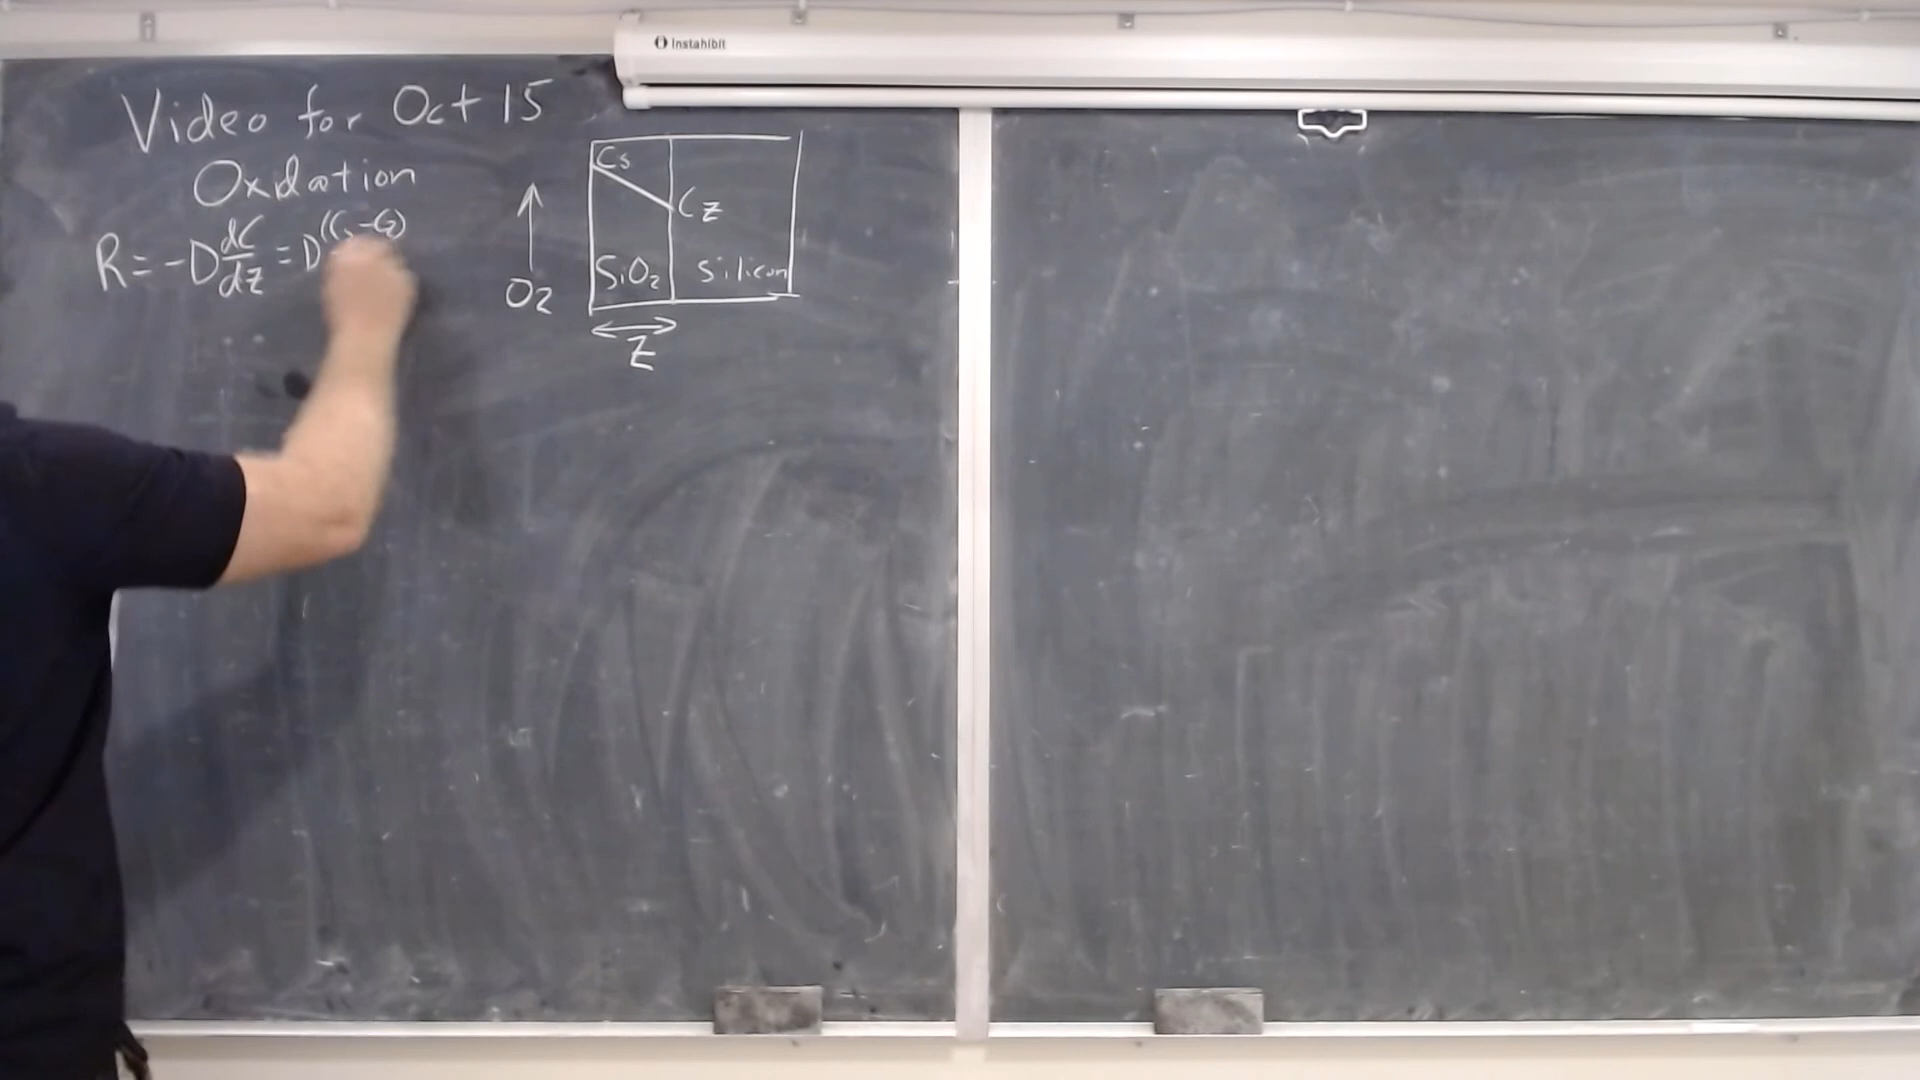 Instahibit
Video for Oct 15
Oxidation
R = -D dC/dz = D (Cs - Cz)
Cs
Cz
SiO2
Silicon
O2
Z